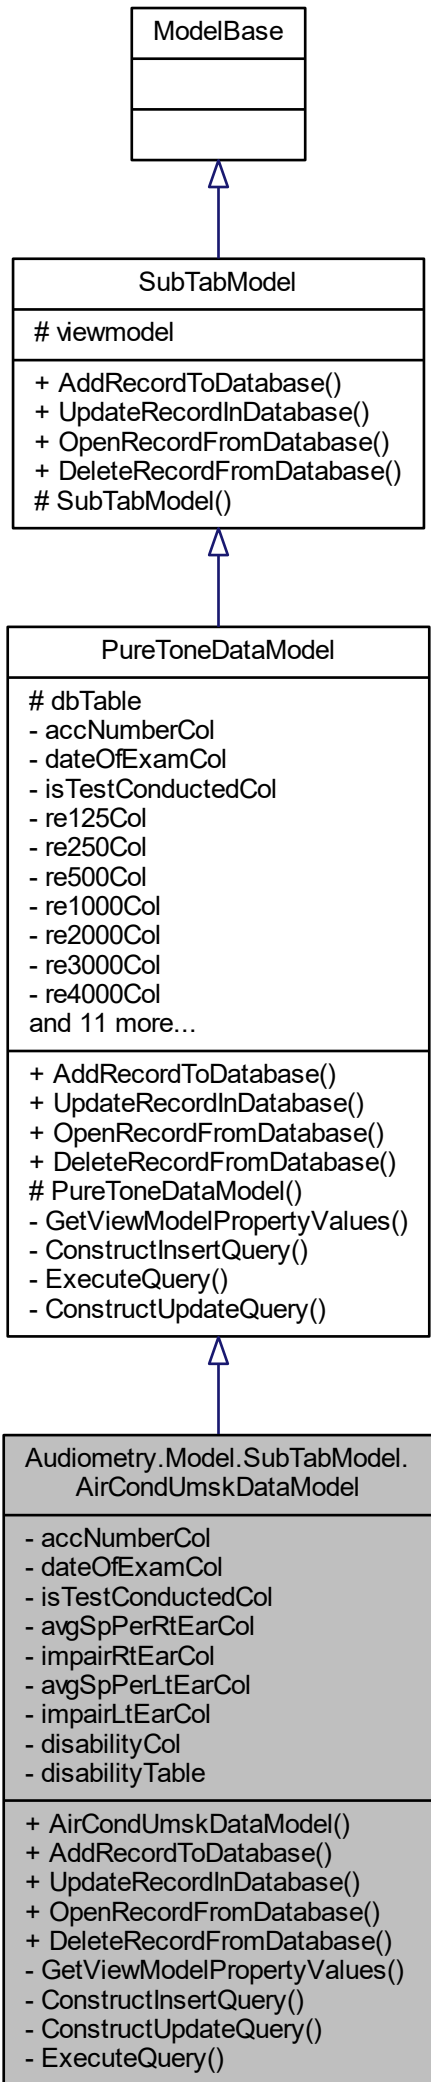 ModelBase
SubTabModel
# viewmodel
+ AddRecordToDatabase()
+ UpdateRecordInDatabase()
+ OpenRecordFromDatabase()
+ DeleteRecordFromDatabase()
# SubTabModel()
PureToneDataModel
# dbTable
- accNumberCol
- dateOfExamCol
- isTestConductedCol
- re125Col
- re250Col
- re500Col
- re1000Col
- re2000Col
- re3000Col
- re4000Col
and 11 more...
+ AddRecordToDatabase()
+ UpdateRecordInDatabase()
+ OpenRecordFromDatabase()
+ DeleteRecordFromDatabase()
# PureToneDataModel()
- GetViewModelPropertyValues()
- ConstructInsertQuery()
- ExecuteQuery()
- ConstructUpdateQuery()
Audiometry.Model.SubTabModel.
AirCondUmskDataModel
- accNumberCol
- dateOfExamCol
- isTestConductedCol
- avgSpPerRtEarCol
- impairRtEarCol
- avgSpPerLtEarCol
- impairLtEarCol
- disabilityCol
- disabilityTable
+ AirCondUmskDataModel()
+ AddRecordToDatabase()
+ UpdateRecordInDatabase()
+ OpenRecordFromDatabase()
+ DeleteRecordFromDatabase()
- GetViewModelPropertyValues()
- ConstructInsertQuery()
- ConstructUpdateQuery()
- ExecuteQuery()